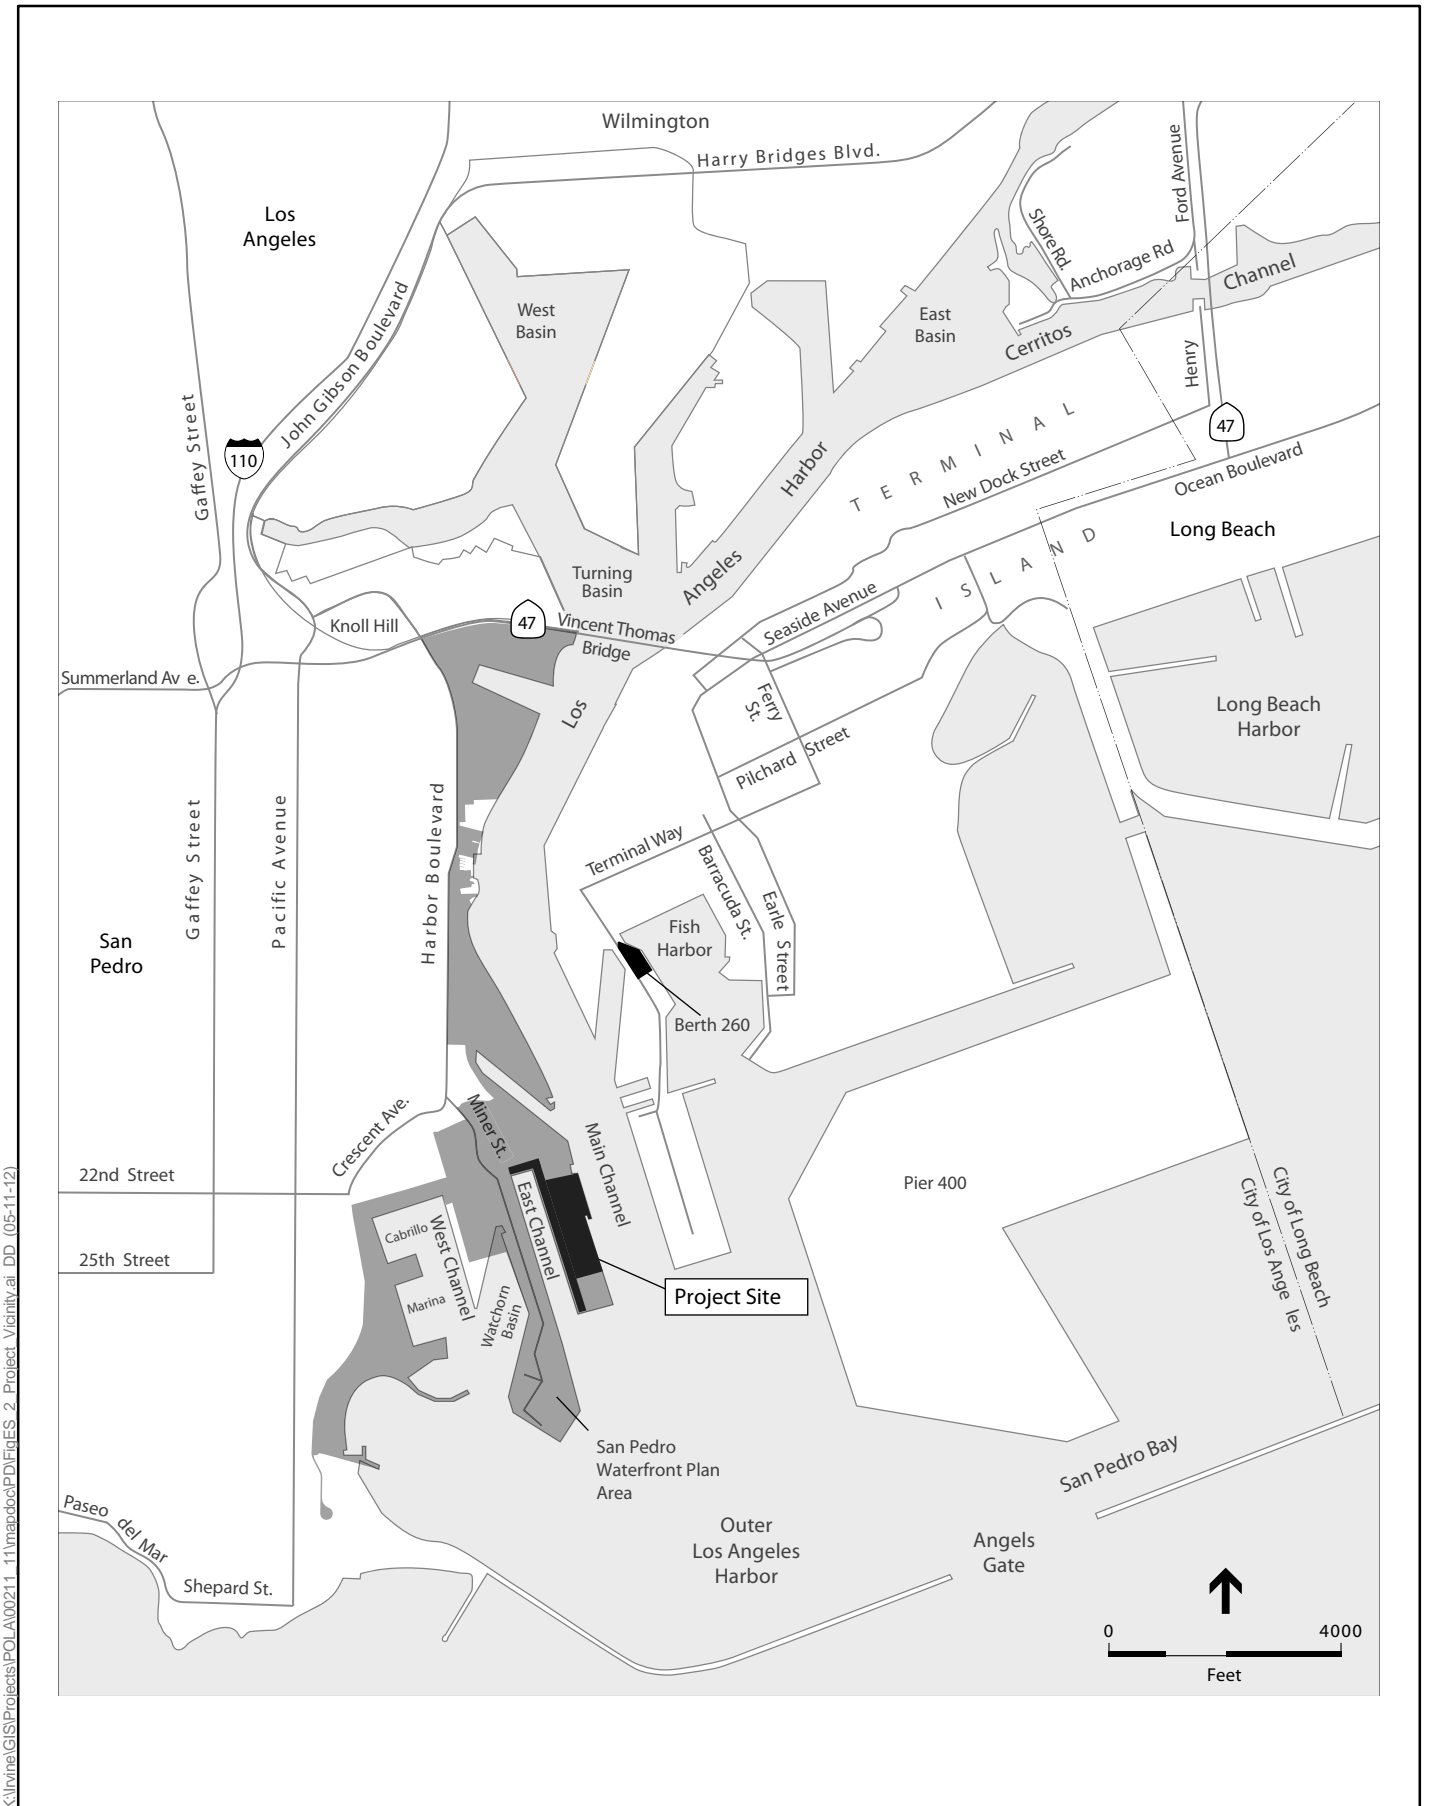 Wilmington
Harry Bridges Blvd.
Ford Avenue
Los
Angeles
Shore Rd.
Anchorage Rd
Channel
West
Basin
East
Basin
Cerritos
John Gibson Boulevard
Henry
Gaffey Street
110
47
TERMINAL
Harbor
New Dock Street
Ocean Boulevard
Long Beach
ISLAND
Turning
Basin
Angeles
Seaside Avenue
Knoll Hill
47
Vincent Thomas
Bridge
Summerland Av e.
Ferry
St.
Los
Long Beach
Harbor
Pilchard Street
Gaffey Street
Pacific Avenue
Harbor Boulevard
Terminal Way
Barracuda St.
Earle Street
San
Pedro
Fish
Harbor
Berth 260
Crescent Ave.
Miner St.
Main Channel
22nd Street
Pier 400
East Channel
City of Long Beach
City of Los Ange les
Cabrillo
West Channel
25th Street
Marina
Watchorn
Basin
Project Site
San Pedro
Waterfront Plan
Area
San Pedro Bay
Paseo del Mar
Outer
Los Angeles
Harbor
Angels
Gate
Shepard St.
0 4000
Feet
K:\Irvine\GIS\Projects\POLA\00211_11\mapdoc\PD\FigES_2_Project_Vicinity.ai DD (05-11-12)